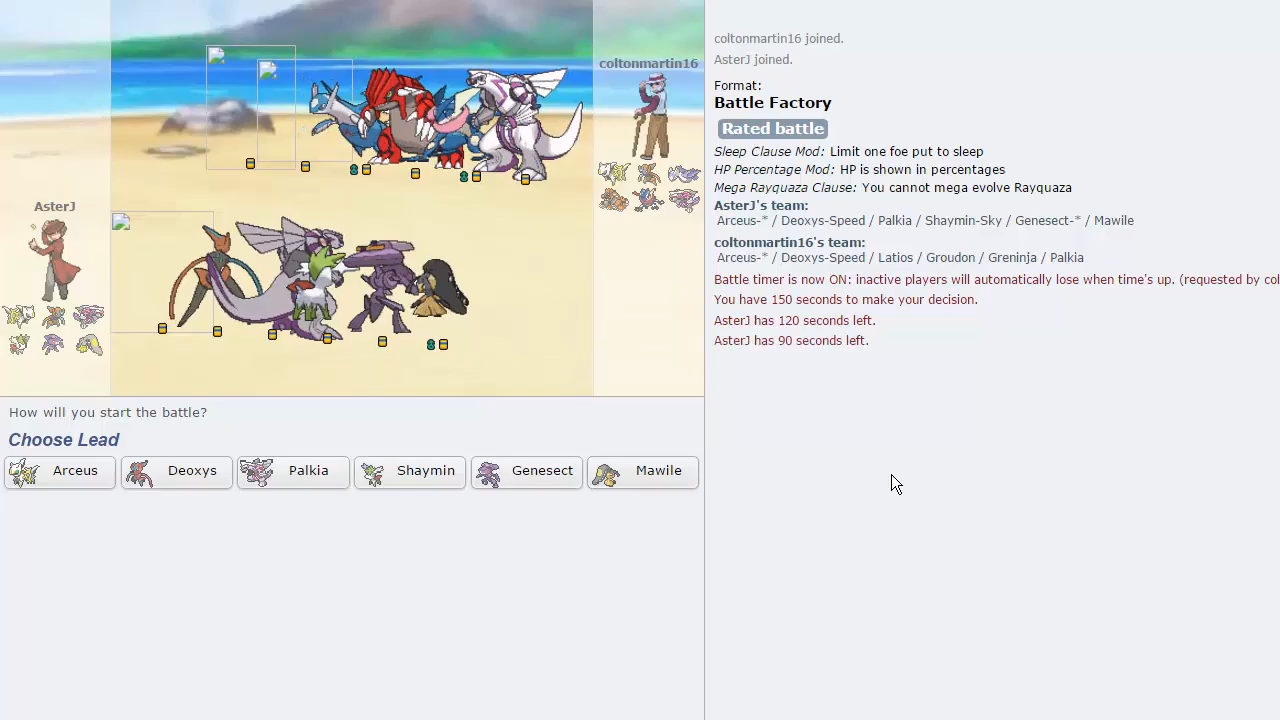 coltonmartin16
AsterJ
How will you start the battle?
Choose Lead
Arceus
Deoxys
Palkia
Shaymin
Genesect
Mawile
coltonmartin16 joined.
AsterJ joined.
Format:
Battle Factory
Rated battle
Sleep Clause Mod: Limit one foe put to sleep
HP Percentage Mod: HP is shown in percentages
Mega Rayquaza Clause: You cannot mega evolve Rayquaza
AsterJ's team:
Arceus-* / Deoxys-Speed / Palkia / Shaymin-Sky / Genesect-* / Mawile
coltonmartin16's team:
Arceus-* / Deoxys-Speed / Latios / Groudon / Greninja / Palkia
Battle timer is now ON: inactive players will automatically lose when time's up. (requested by col
You have 150 seconds to make your decision.
AsterJ has 120 seconds left.
AsterJ has 90 seconds left.